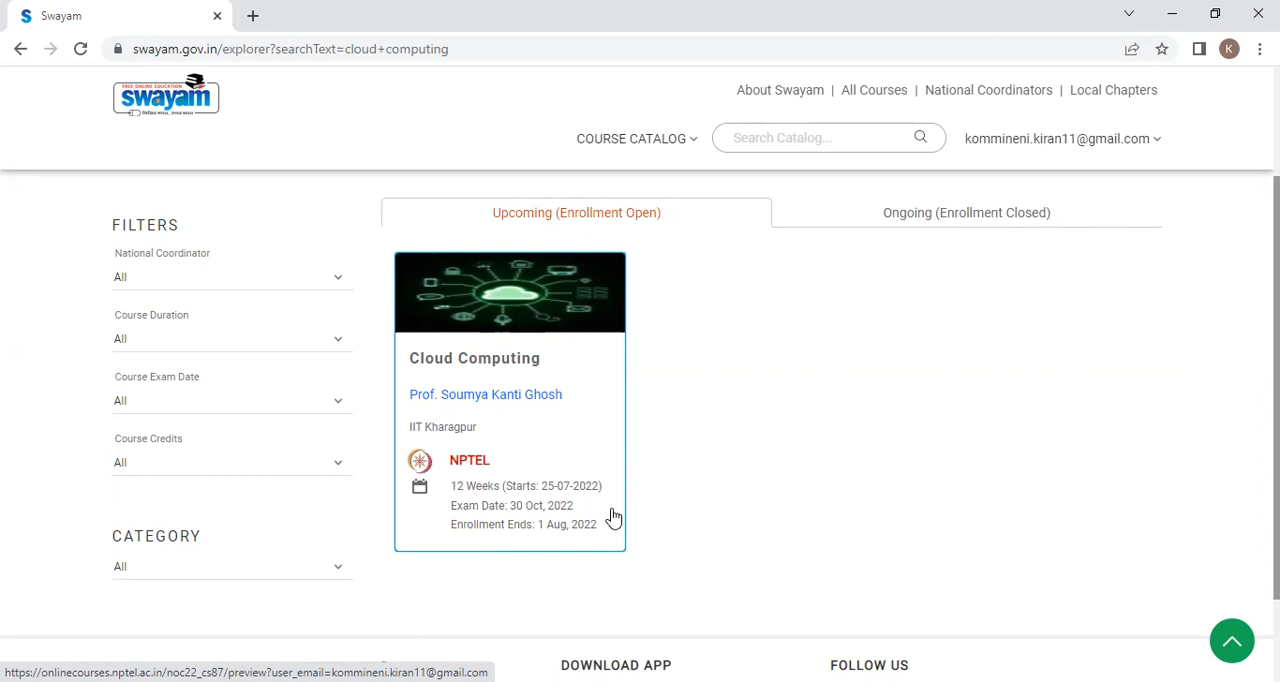 Swayam
swayam.gov.in/explorer?searchText=cloud+computing
K
FREE ONLINE EDUCATION
swayam
About Swayam | All Courses | National Coordinators | Local Chapters
COURSE CATALOG
Search Catalog...
kommineni.kiran11@gmail.com
FILTERS
National Coordinator
All
Course Duration
All
Course Exam Date
All
Course Credits
All
CATEGORY
All
Upcoming (Enrollment Open)
Ongoing (Enrollment Closed)
Cloud Computing
Prof. Soumya Kanti Ghosh
IIT Kharagpur
NPTEL
12 Weeks (Starts: 25-07-2022)
Exam Date: 30 Oct, 2022
Enrollment Ends: 1 Aug, 2022
DOWNLOAD APP
FOLLOW US
https://onlinecourses.nptel.ac.in/noc22_cs87/preview?user_email=kommineni.kiran11@gmail.com